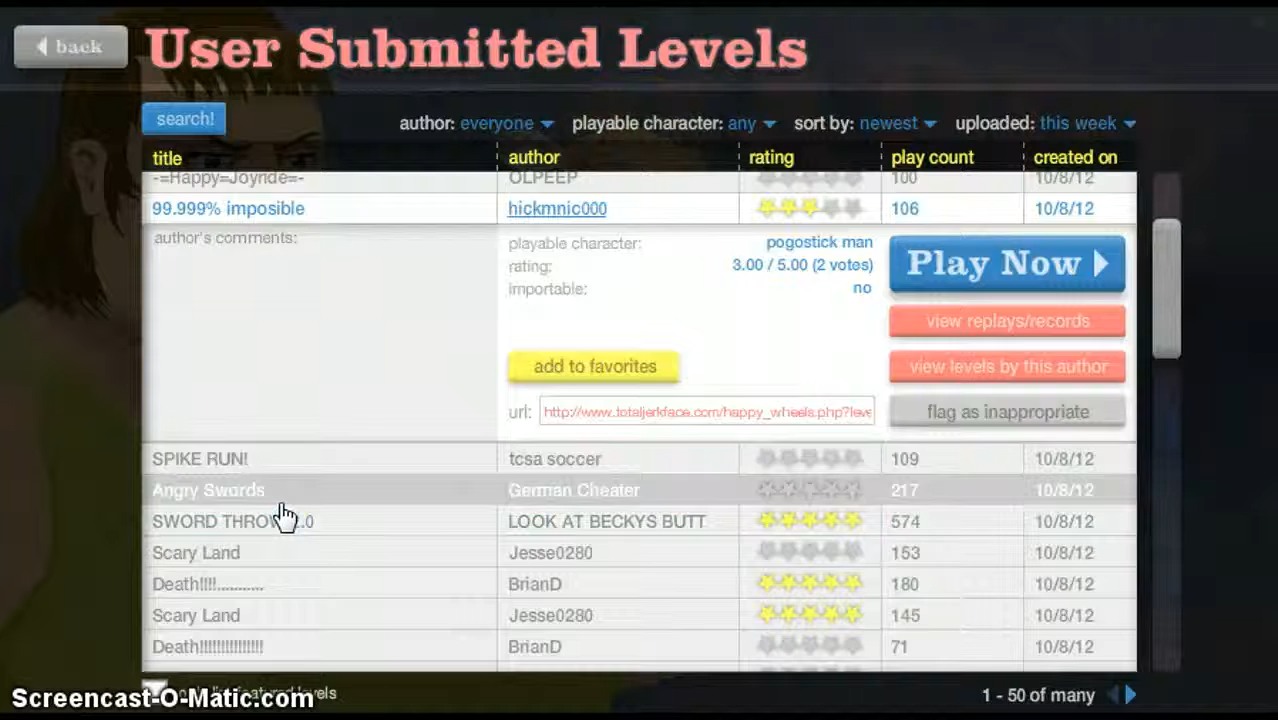 back
User Submitted Levels
search!
author: everyone playable character: any sort by: newest uploaded: this week
title author rating play count created on
-=Happy=Joyride=- OLPEEP 100 10/8/12
99.999% imposible hickmnic000 106 10/8/12
author's comments:
playable character: pogostick man
rating: 3.00 / 5.00 (2 votes)
importable: no
Play Now
view replays/records
add to favorites
view levels by this author
url: http://www.totaljerkface.com/happy_wheels.php?leve
flag as inappropriate
SPIKE RUN! tcsa soccer 109 10/8/12
Angry Swords German Cheater 217 10/8/12
SWORD THROW .0 LOOK AT BECKYS BUTT 574 10/8/12
Scary Land Jesse0280 153 10/8/12
Death!!!!........... BrianD 180 10/8/12
Scary Land Jesse0280 145 10/8/12
Death!!!!!!!!!!!!!!! BrianD 71 10/8/12
featured levels
1 - 50 of many
Screencast-O-Matic.com